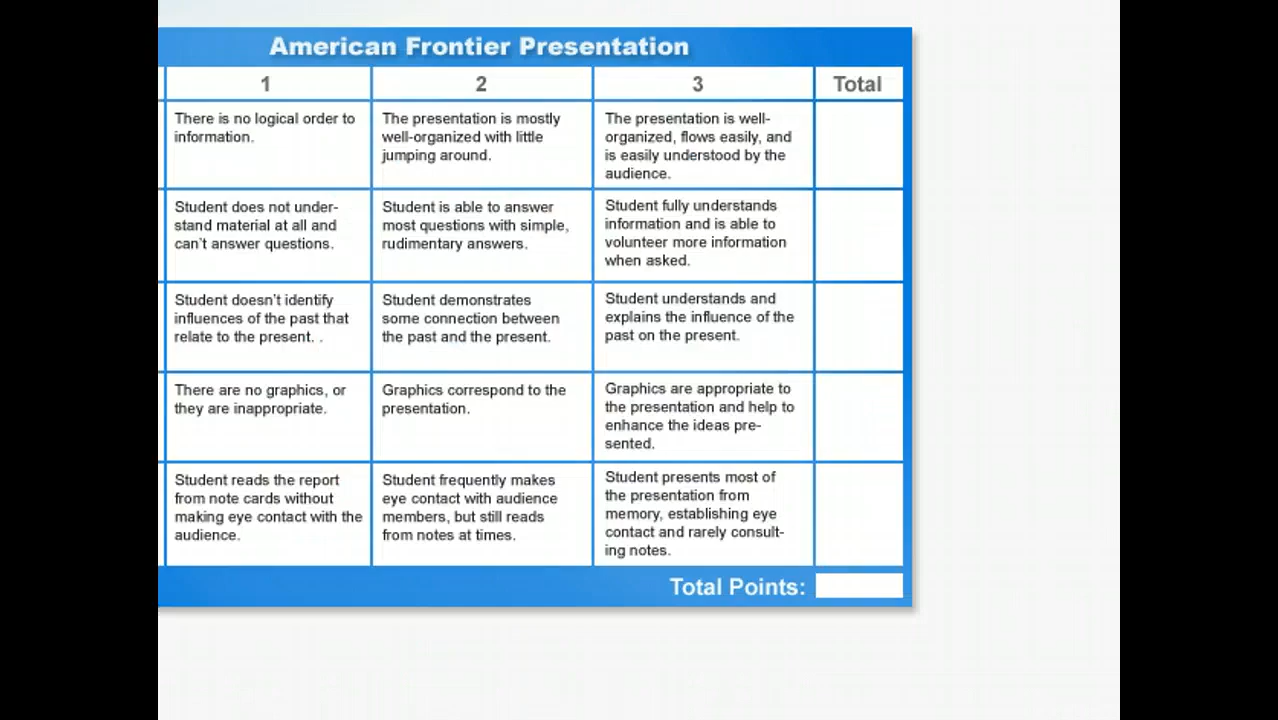 American Frontier Presentation
1 2 3 Total
There is no logical order to
information.
The presentation is mostly
well-organized with little
jumping around.
The presentation is well-
organized, flows easily, and
is easily understood by the
audience.
Student does not under-
stand material at all and
can't answer questions.
Student is able to answer
most questions with simple,
rudimentary answers.
Student fully understands
information and is able to
volunteer more information
when asked.
Student doesn't identify
influences of the past that
relate to the present. .
Student demonstrates
some connection between
the past and the present.
Student understands and
explains the influence of the
past on the present.
There are no graphics, or
they are inappropriate.
Graphics correspond to the
presentation.
Graphics are appropriate to
the presentation and help to
enhance the ideas pre-
sented.
Student reads the report
from note cards without
making eye contact with the
audience.
Student frequently makes
eye contact with audience
members, but still reads
from notes at times.
Student presents most of
the presentation from
memory, establishing eye
contact and rarely consult-
ing notes.
Total Points: